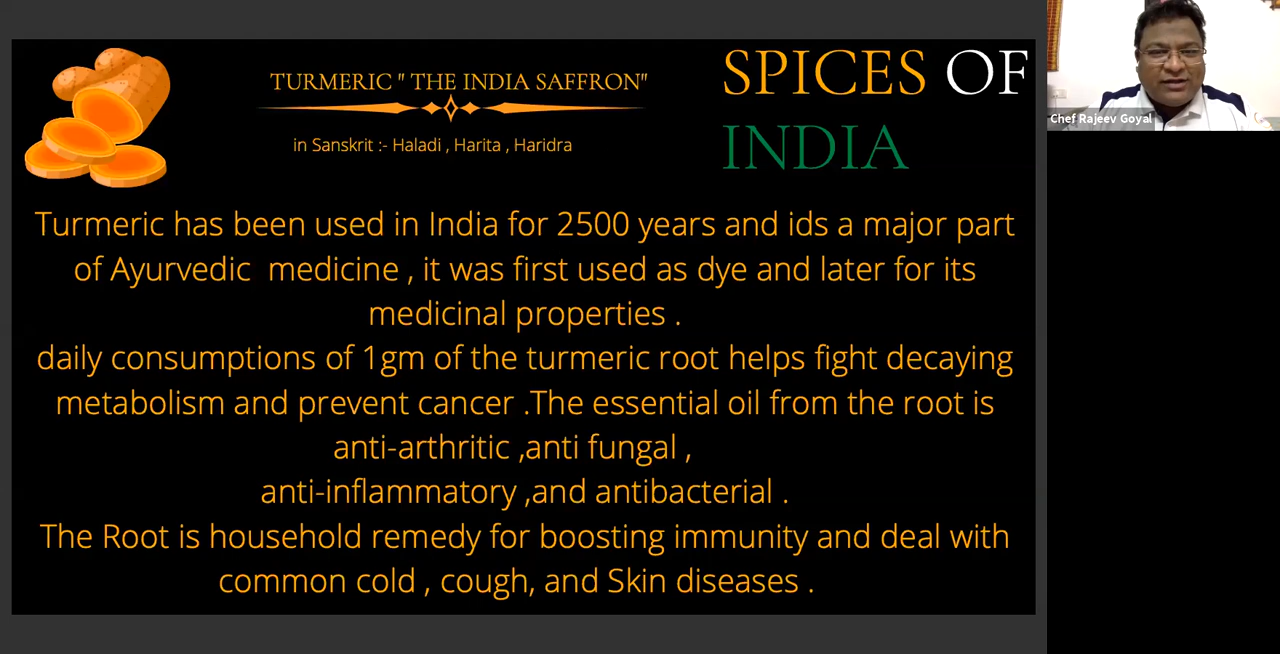 TURMERIC " THE INDIA SAFFRON"
in Sanskrit :- Haladi , Harita , Haridra
SPICES OF
INDIA
Turmeric has been used in India for 2500 years and ids a major part
of Ayurvedic  medicine , it was first used as dye and later for its
medicinal properties .
daily consumptions of 1gm of the turmeric root helps fight decaying
metabolism and prevent cancer .The essential oil from the root is
anti-arthritic ,anti fungal ,
anti-inflammatory ,and antibacterial .
The Root is household remedy for boosting immunity and deal with
common cold , cough, and Skin diseases .
Chef Rajeev Goyal